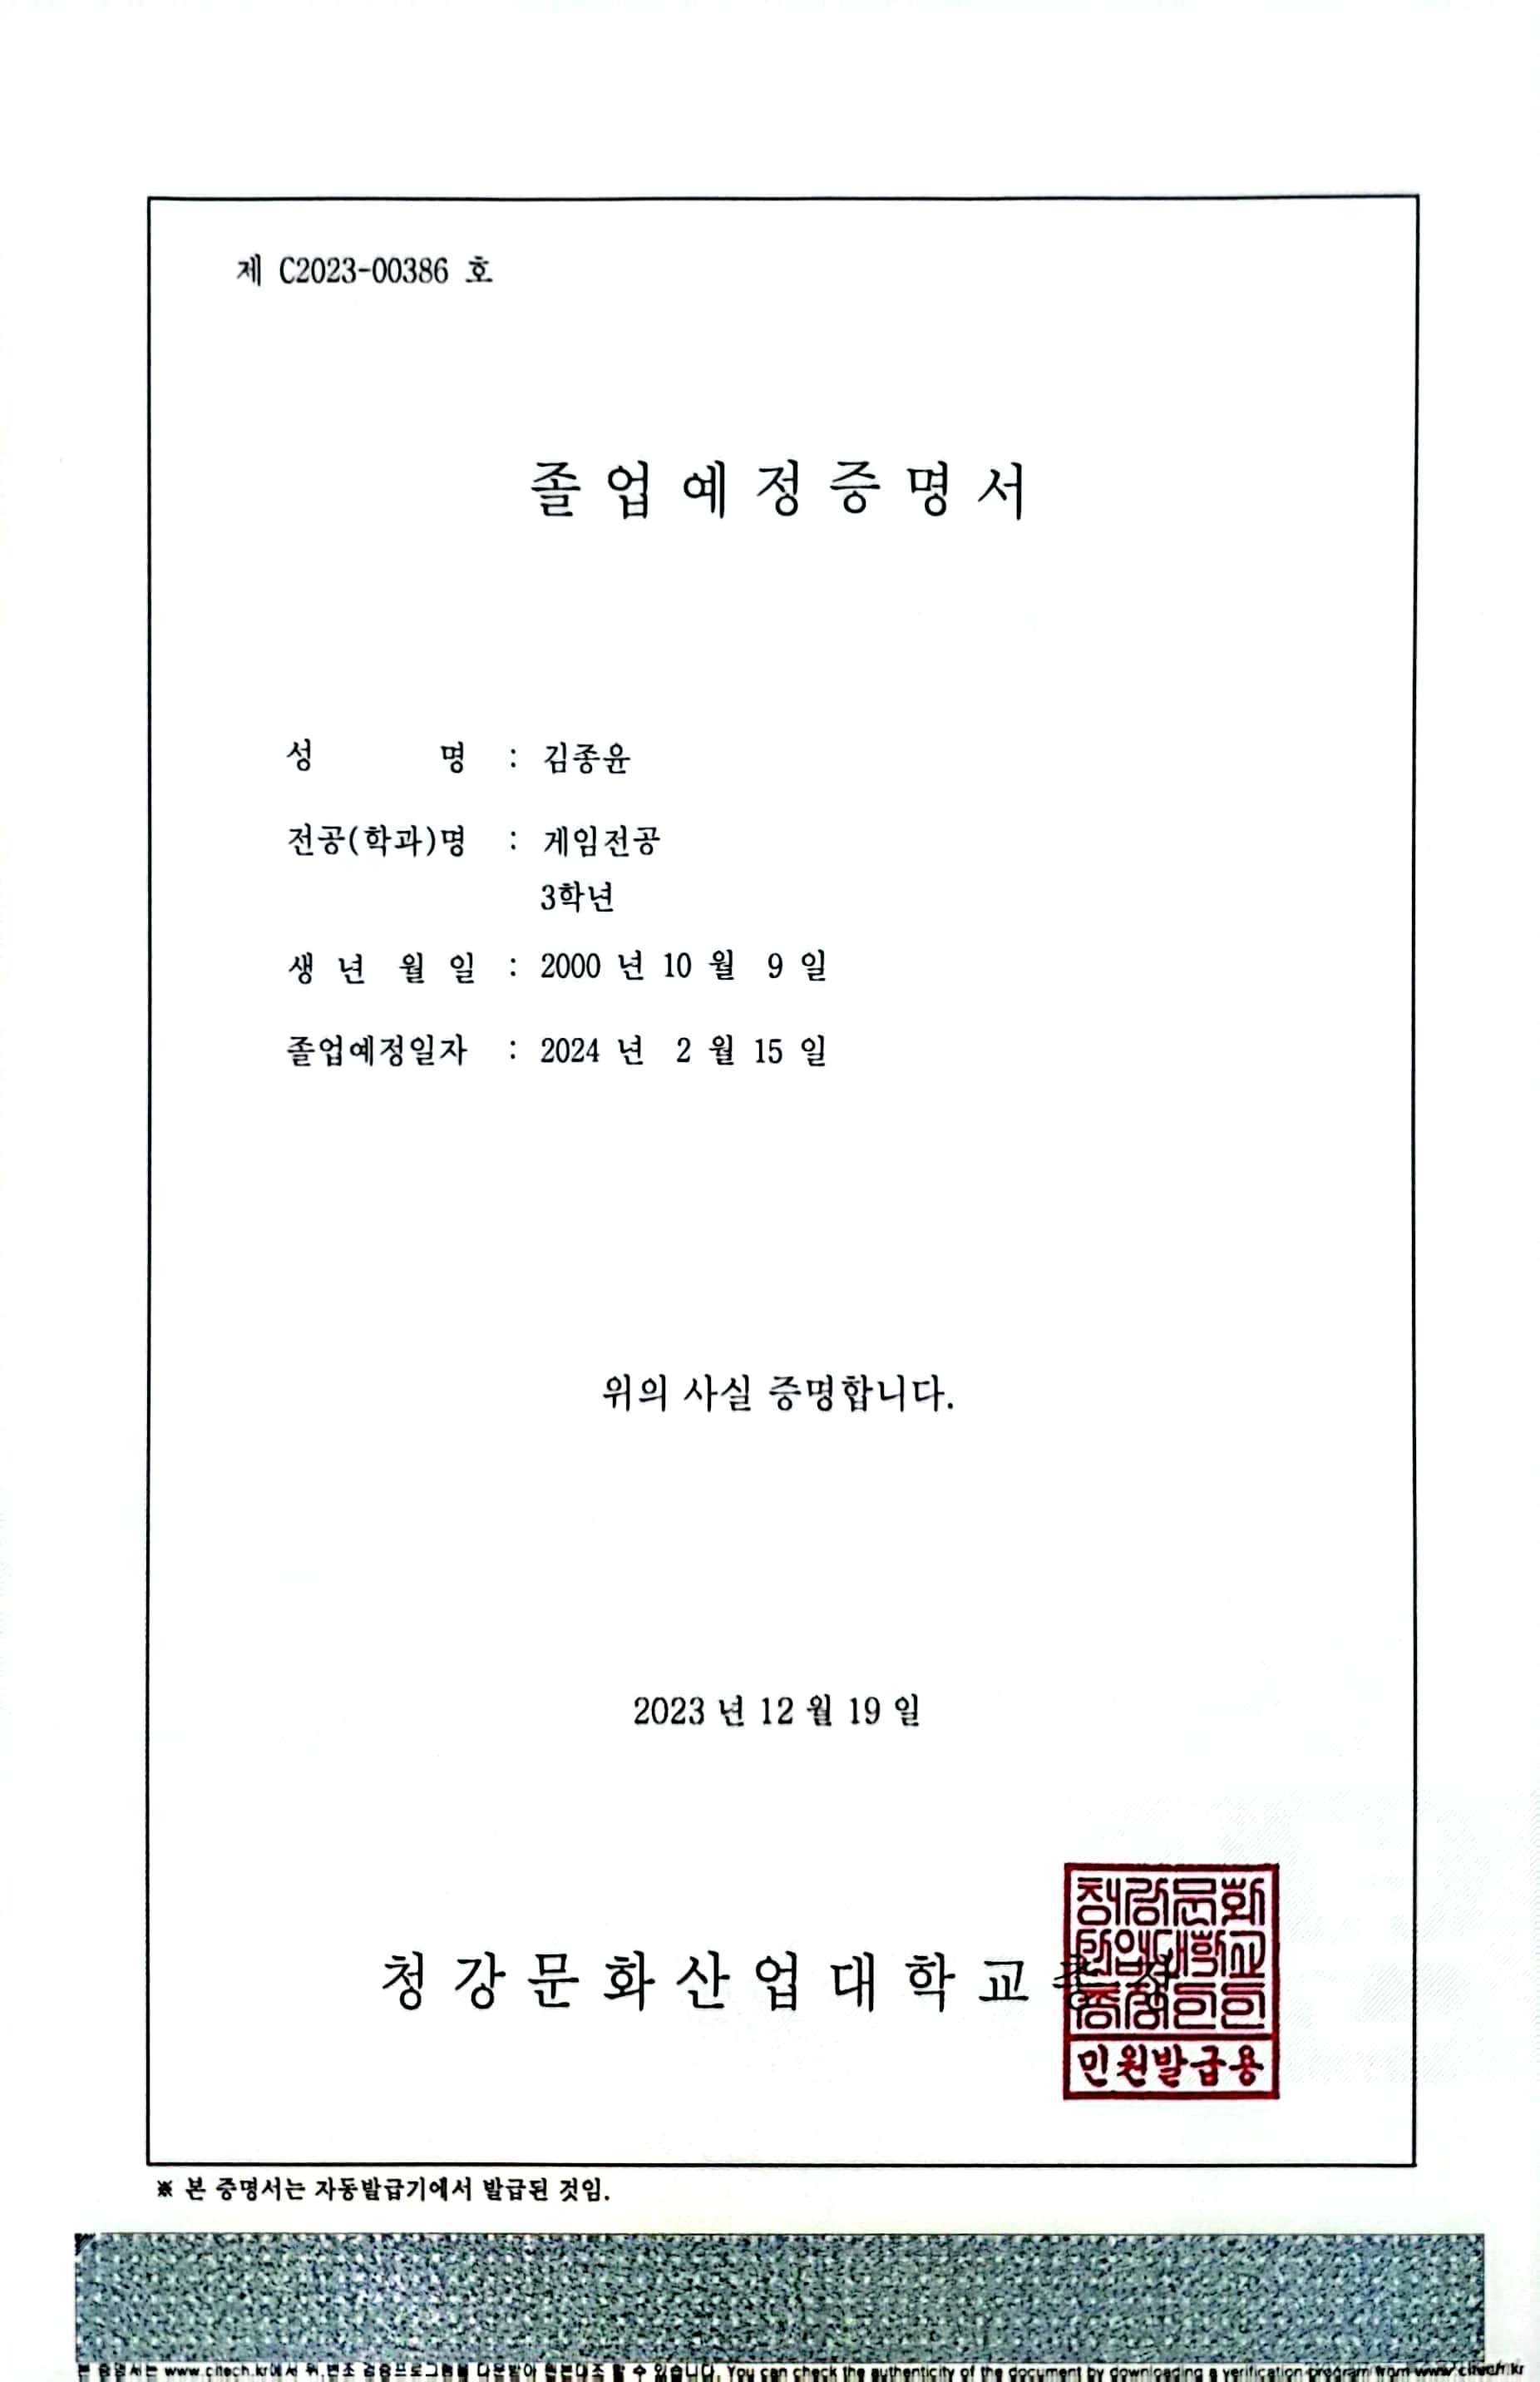 제 C2023-00386 호
졸업예정증명서
성 명 : 김종윤
전공(학과)명 : 게임전공
3학년
생 년 월 일 : 2000 년 10 월 9 일
졸업예정일자 : 2024 년 2 월 15 일
위의 사실 증명합니다.
2023 년 12 월 19 일
청강문화산업대학교총장
청강문화
산업대학교
총장
민원발급용
※ 본 증명서는 자동발급기에서 발급된 것임.
본 증명서는 www.citech.kr에서 위,변조 검증프로그램을 다운받아 원본대조 할 수 있습니다. You can check the authenticity of the document by downloading a verification program from www.citech.kr